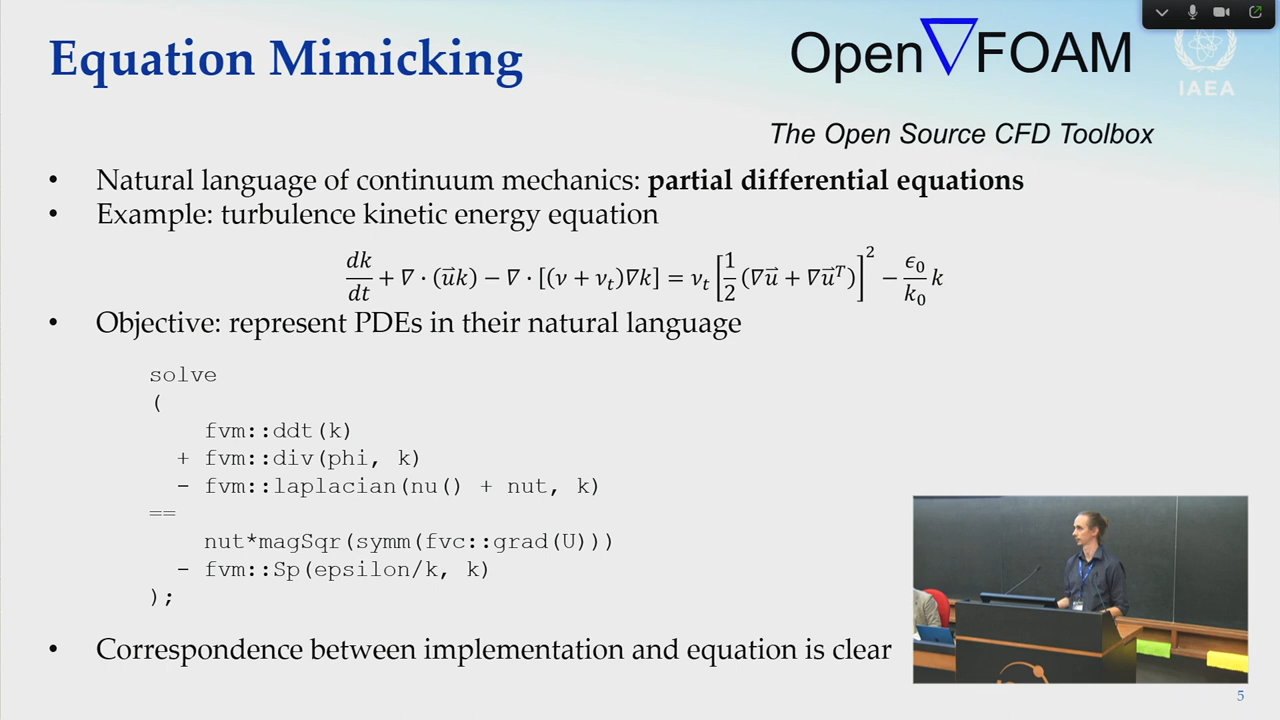 Equation Mimicking
Open∇FOAM
IAEA
The Open Source CFD Toolbox
• Natural language of continuum mechanics: partial differential equations
• Example: turbulence kinetic energy equation
dk/dt + ∇ · (u⃗k) − ∇ · [(ν + νₜ)∇k] = νₜ [1/2 (∇u⃗ + ∇u⃗ᵀ)]² − ϵ₀/k₀ k
• Objective: represent PDEs in their natural language
solve
(
fvm::ddt(k)
+ fvm::div(phi, k)
- fvm::laplacian(nu() + nut, k)
==
nut*magSqr(symm(fvc::grad(U)))
- fvm::Sp(epsilon/k, k)
);
• Correspondence between implementation and equation is clear
5